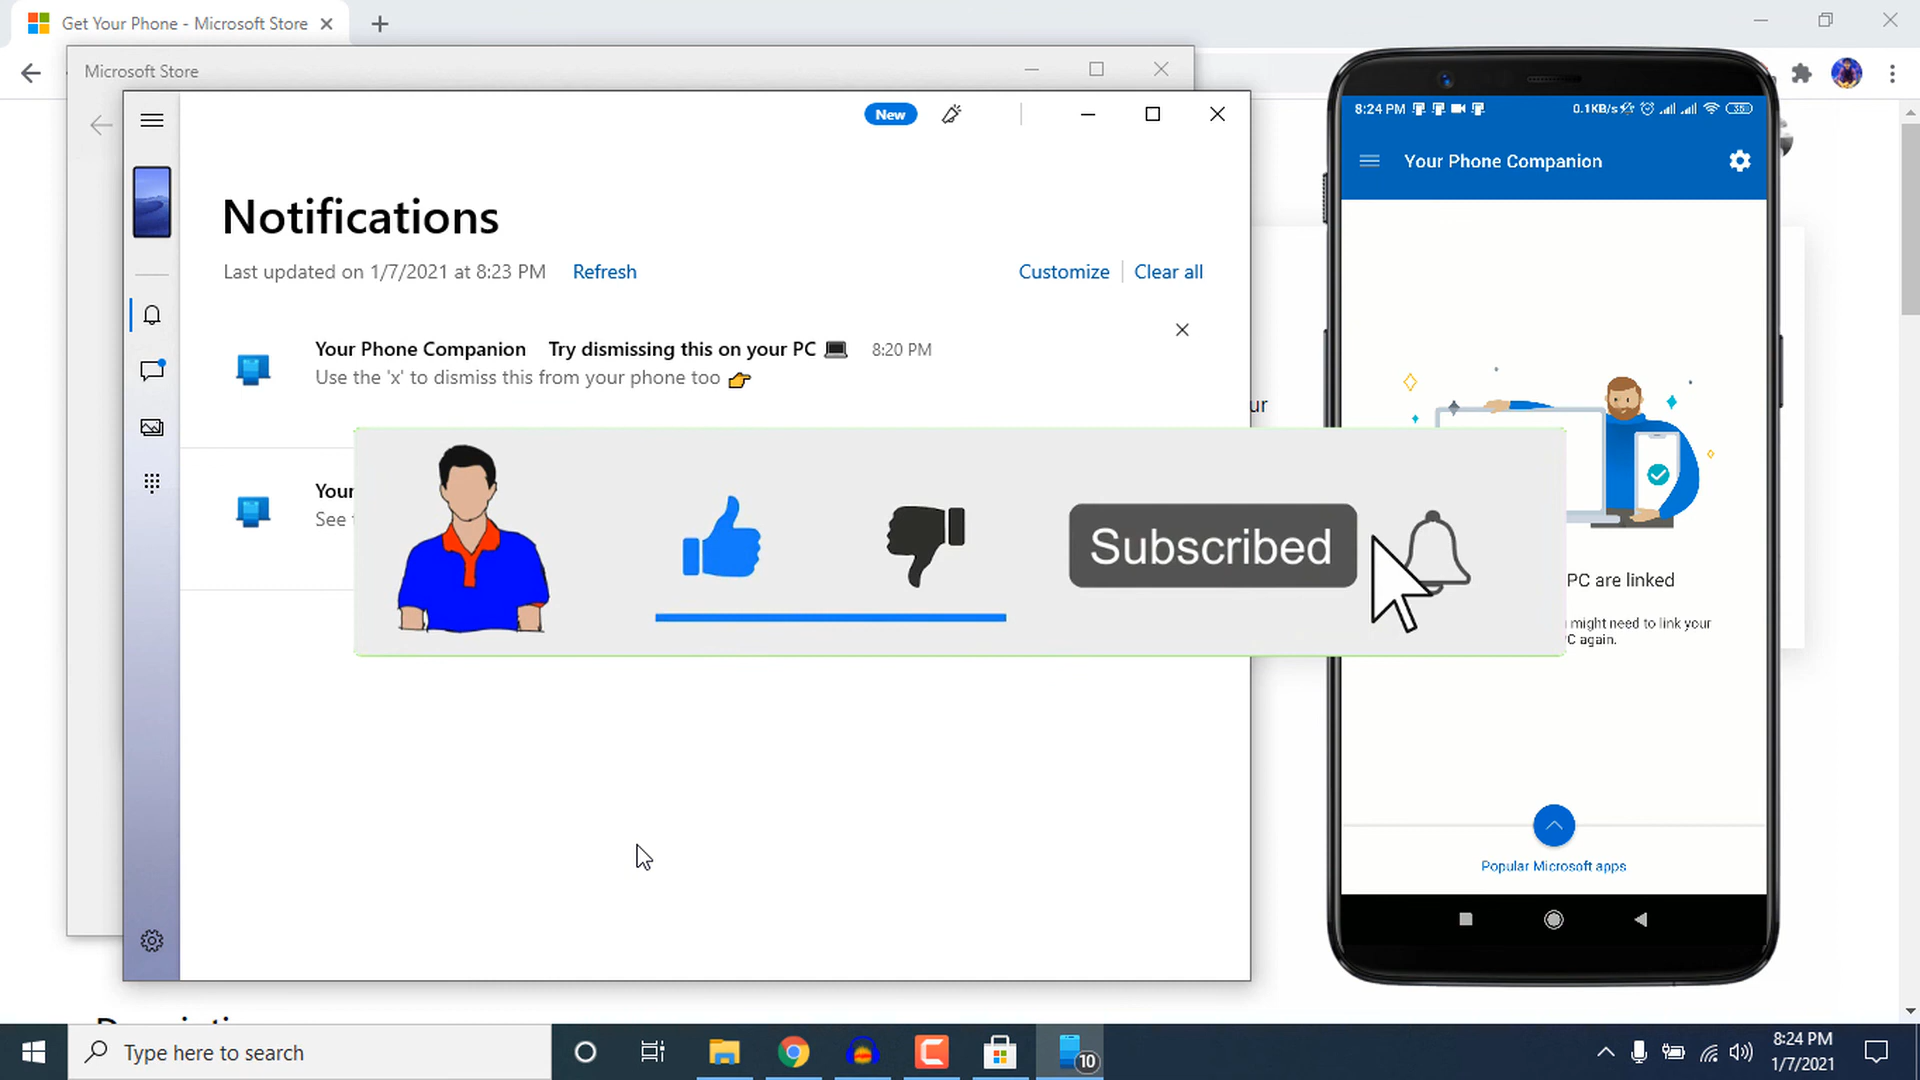 Get Your Phone - Microsoft Store
Microsoft Store
New
Notifications
Last updated on 1/7/2021 at 8:23 PM Refresh Customize Clear all
Your Phone Companion Try dismissing this on your PC 💻 8:20 PM
Use the 'x' to dismiss this from your phone too 👉
Your
See
ur
Subscribed
8:24 PM 0.1KB/s 35
Your Phone Companion
PC are linked
might need to link your
C again.
Popular Microsoft apps
Type here to search
10
8:24 PM
1/7/2021